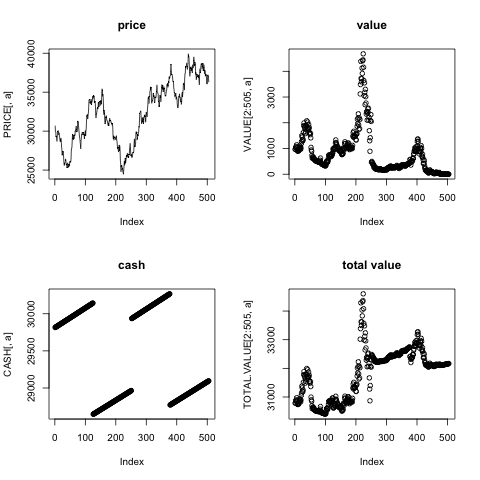 price
PRICE[, a]
25000 30000 35000 40000
0 100 200 300 400 500
Index
value
VALUE[2:505, a]
0 1000 3000
0 100 200 300 400 500
Index
cash
CASH[, a]
29000 29500 30000
0 100 200 300 400 500
Index
total value
TOTAL.VALUE[2:505, a]
31000 33000
0 100 200 300 400 500
Index